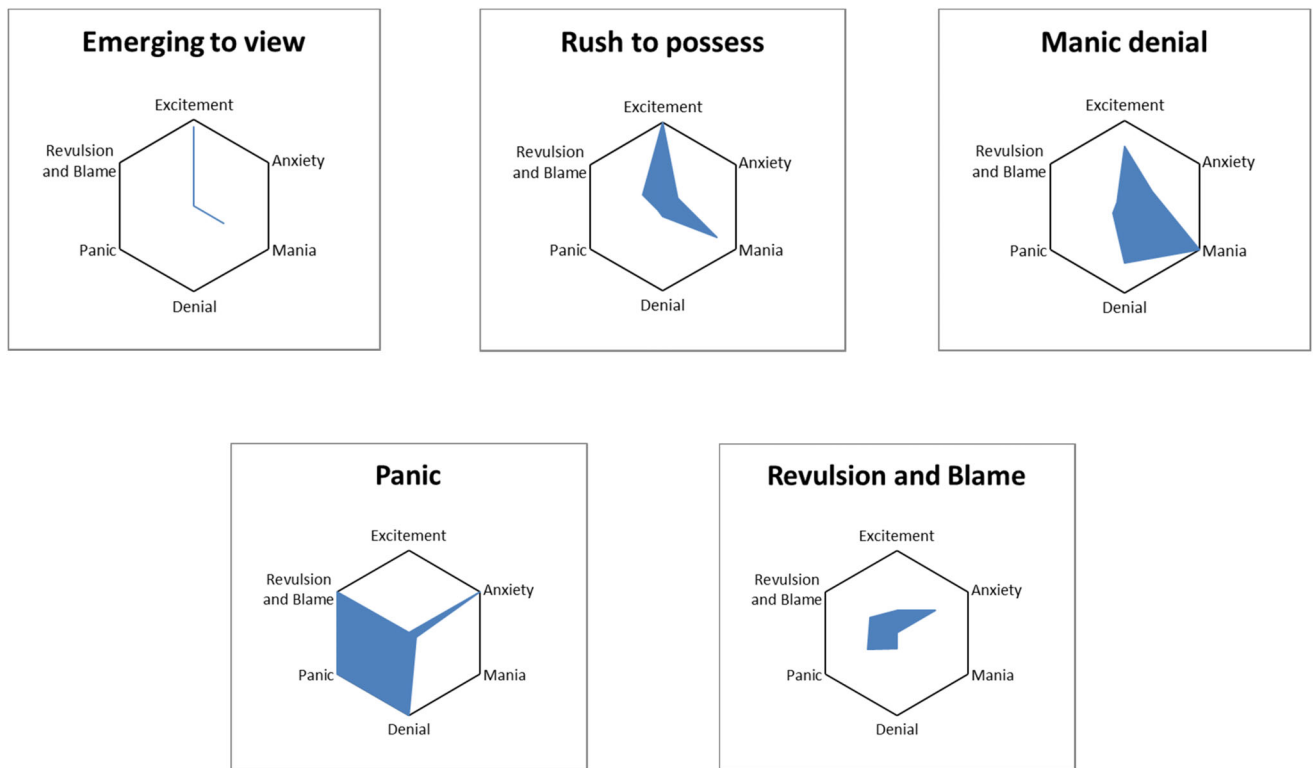 Emerging to view
Excitement
Revulsion
and Blame
Anxiety
Panic
Mania
Denial
Rush to possess
Excitement
Revulsion
and Blame
Anxiety
Panic
Mania
Denial
Manic denial
Excitement
Revulsion
and Blame
Anxiety
Panic
Mania
Denial
Panic
Excitement
Revulsion
and Blame
Anxiety
Panic
Mania
Denial
Revulsion and Blame
Excitement
Revulsion
and Blame
Anxiety
Panic
Mania
Denial